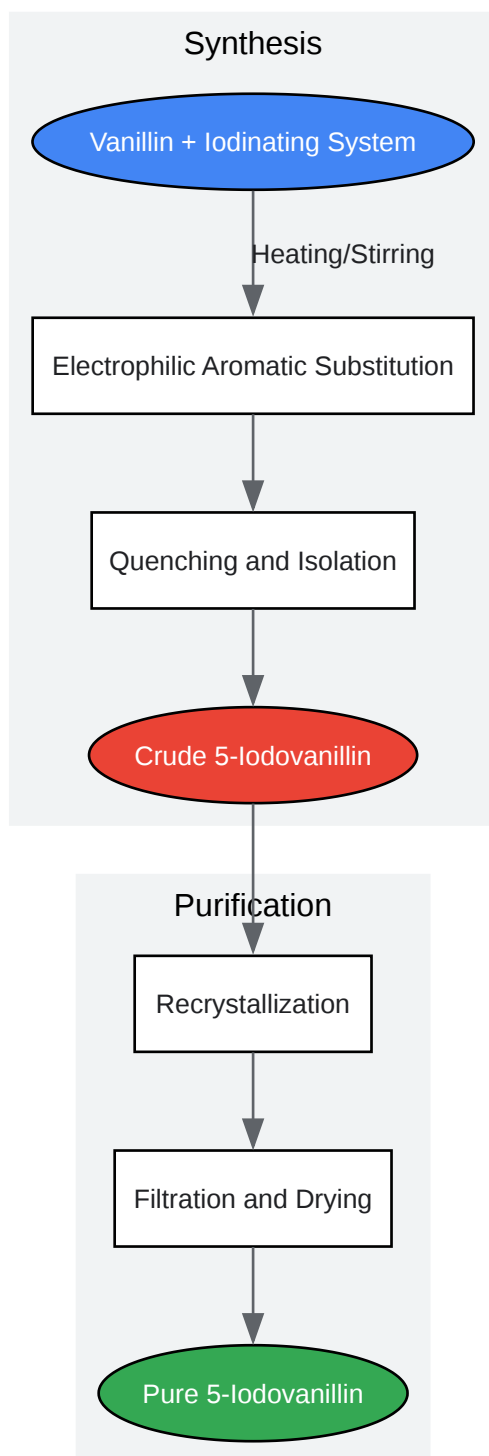 Synthesis
Vanillin + Iodinating System
Heating/Stirring
Electrophilic Aromatic Substitution
Quenching and Isolation
Crude 5-Iodovanillin
Purification
Recrystallization
Filtration and Drying
Pure 5-Iodovanillin